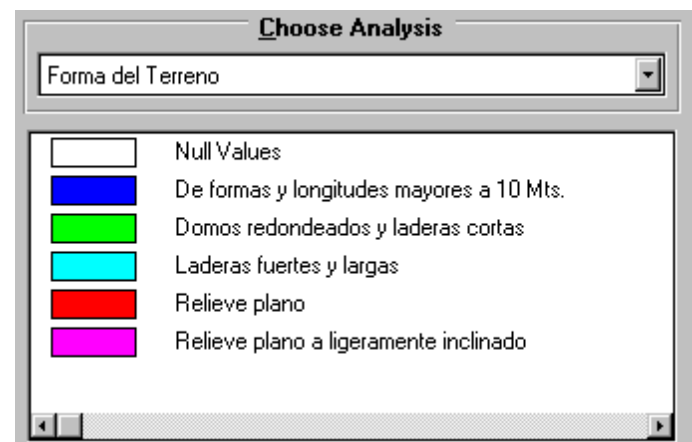 Choose Analysis
Forma del Terreno
Null Values
De formas y longitudes mayores a 10 Mts.
Domos redondeados y laderas cortas
Laderas fuertes y largas
Relieve plano
Relieve plano a ligeramente inclinado